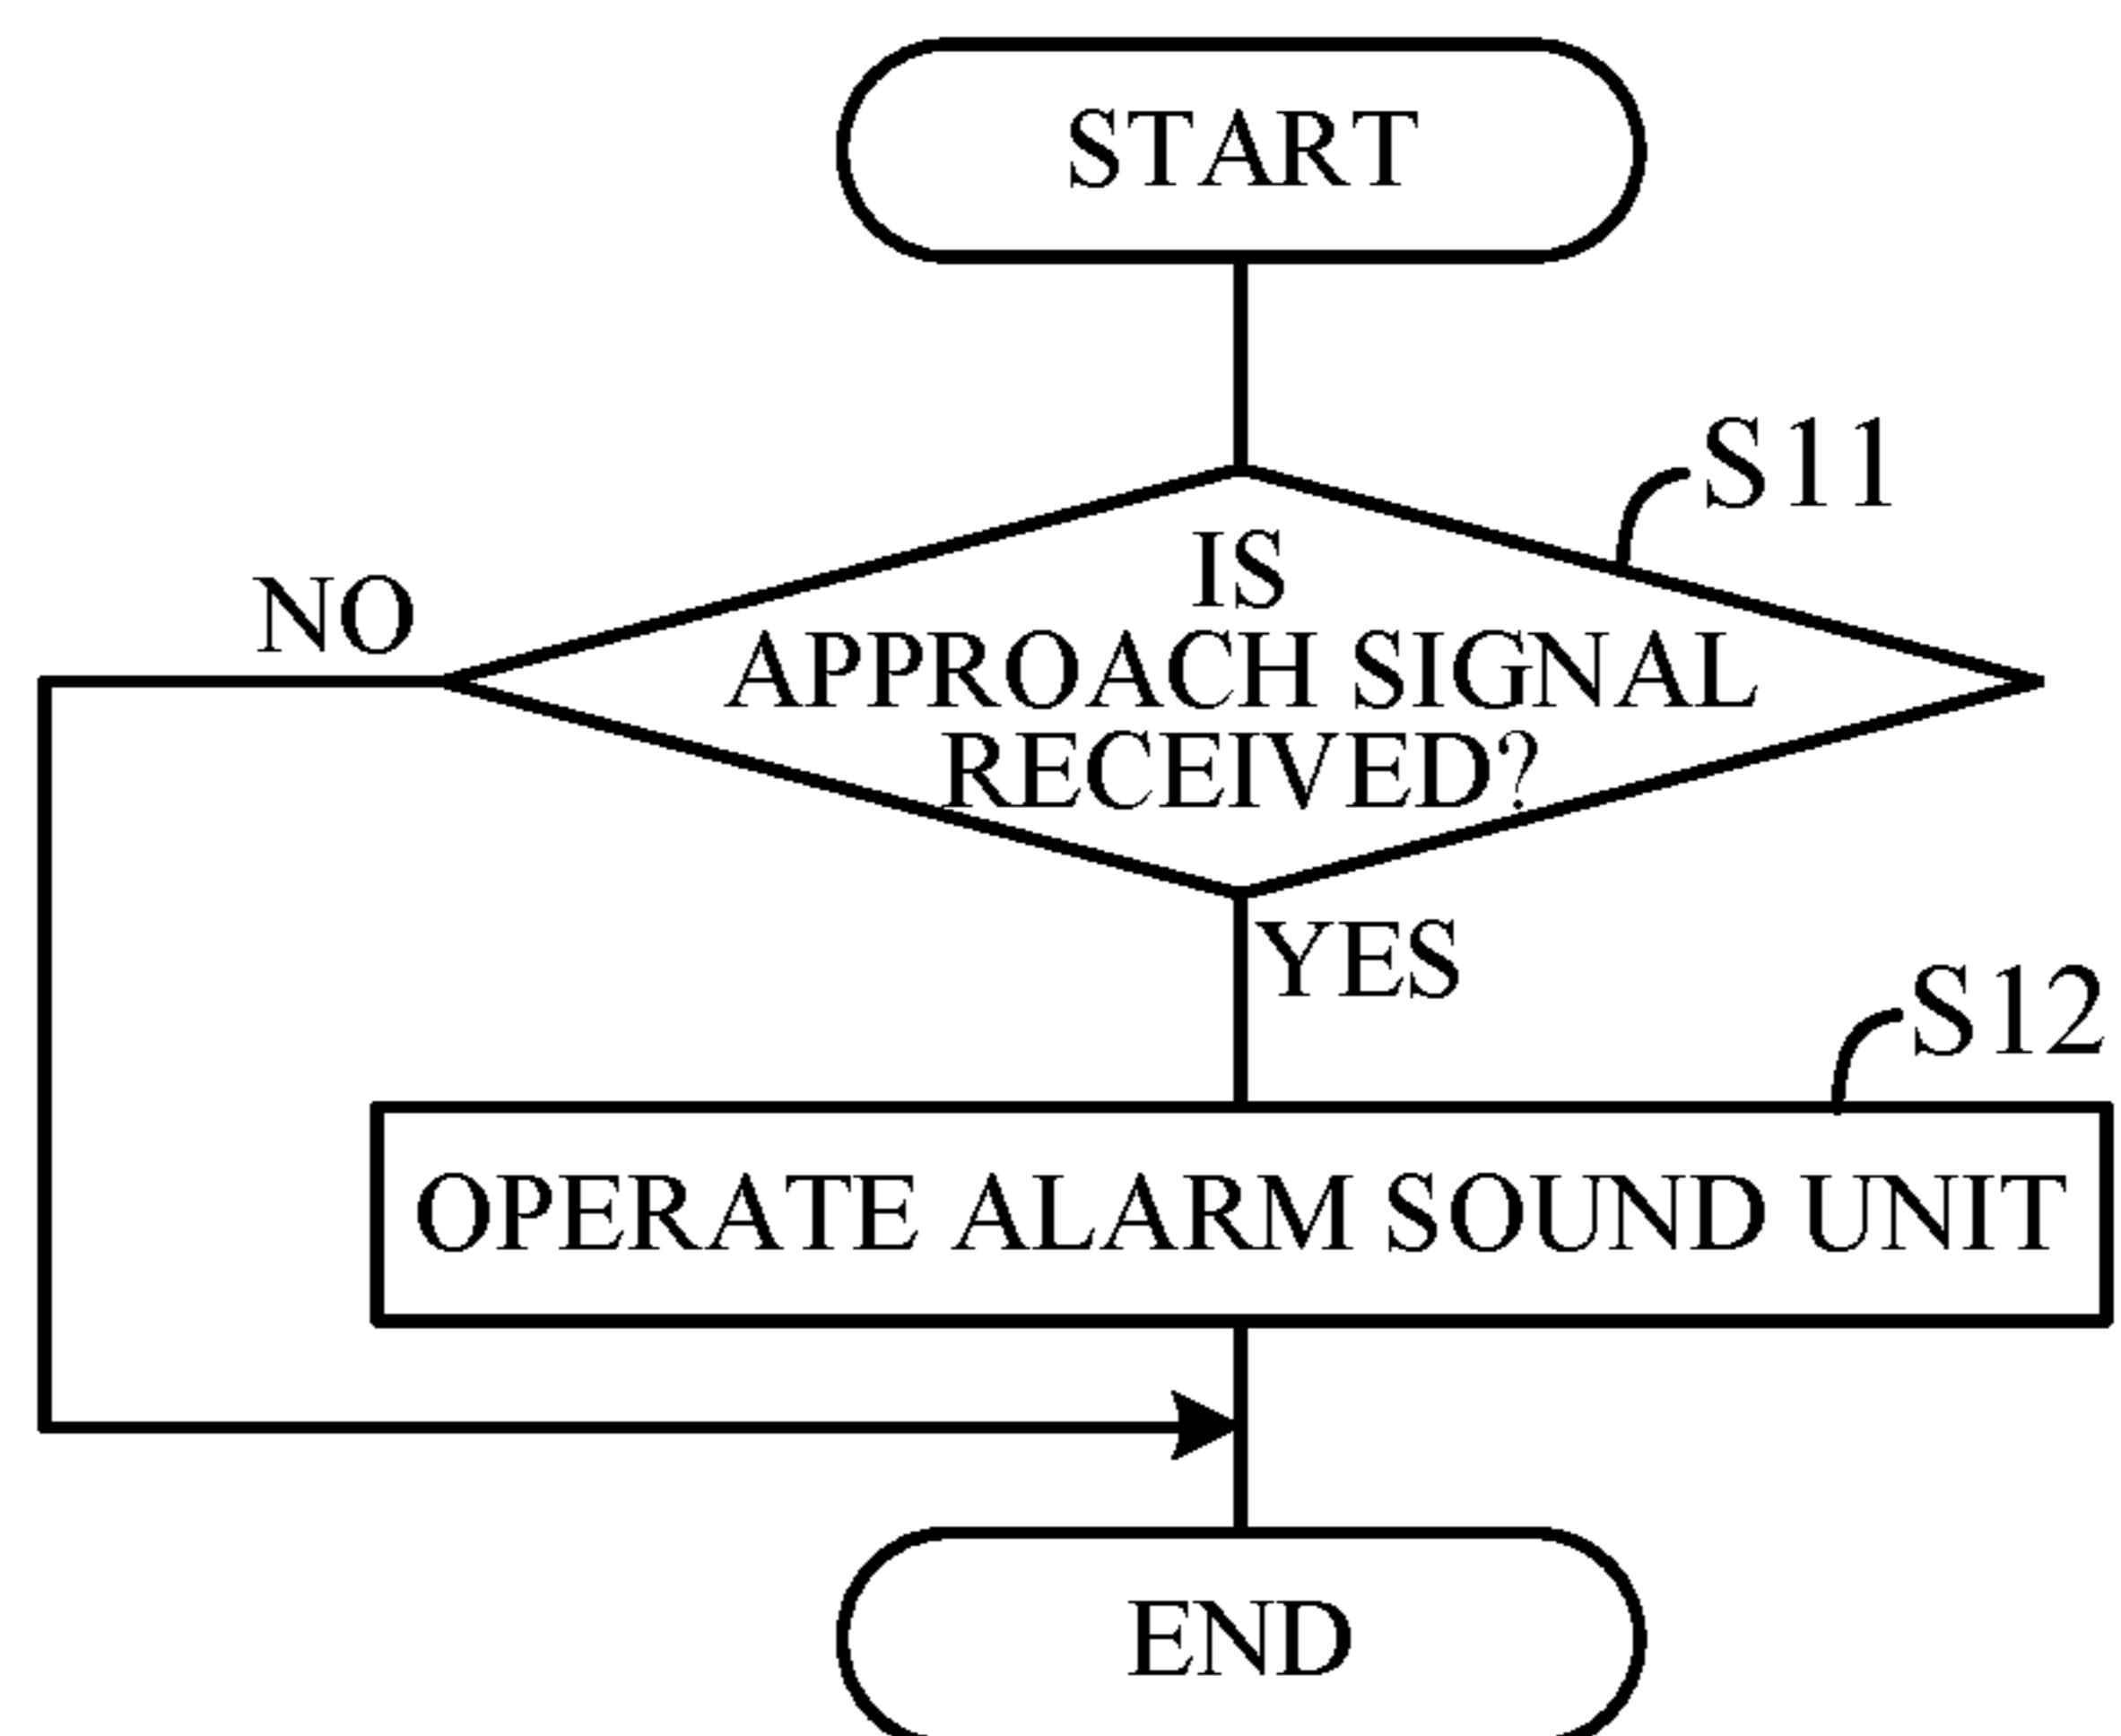 START
S11
IS
APPROACH SIGNAL
RECEIVED?
NO
YES
S12
OPERATE ALARM SOUND UNIT
END